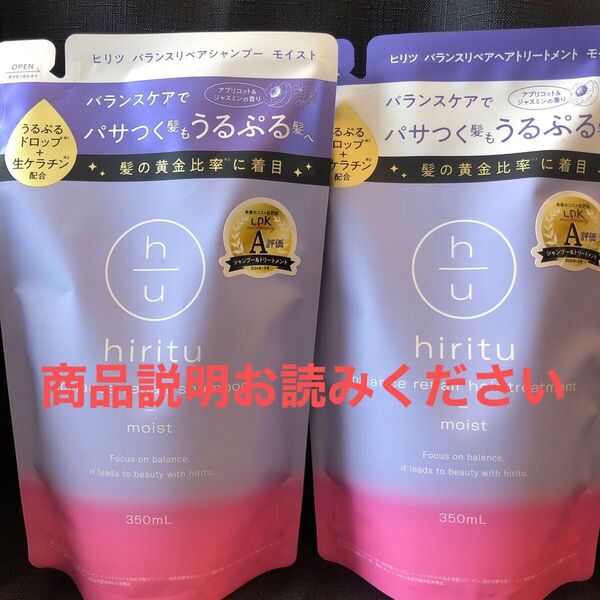 OPEN
ヒリツ バランスリペアシャンプー モイスト
アプリコット&
ジャスミンの香り
バランスケアで
パサつく髪もうるぷる髪へ
うるぷる
ドロップ※1
+
生ケラチン※2
配合
髪の黄金比率※3に着目
LDK
A評価
シャンプー&トリートメント
h
u
hiritu
moist
Focus on balance,
it leads to beauty with hiritu.
350mL
ヒリツ バランスリペアヘアトリートメント モ
アプリコット&
ジャスミンの香り
バランスケアで
パサつく髪もうるぷる髪
るぷる
ロップ※1
+
ケラチン※2
配合
髪の黄金比率※3に着目
LDK
A評価
シャンプー&トリートメント
h
u
hiritu
moist
Focus on balance,
it leads to beauty with hiritu.
350mL
商品説明お読みください